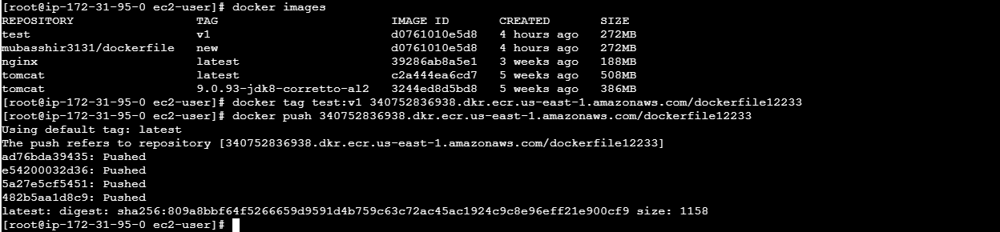 [root@ip-172-31-95-0 ec2-user]# docker images
REPOSITORY TAG IMAGE ID CREATED SIZE
test v1 d0761010e5d8 4 hours ago 272MB
mubasshir3131/dockerfile new d0761010e5d8 4 hours ago 272MB
nginx latest 39286ab8a5e1 3 weeks ago 188MB
tomcat latest c2a444ea6cd7 5 weeks ago 508MB
tomcat 9.0.93-jdk8-corretto-al2 3244ed8d5bd8 5 weeks ago 386MB
[root@ip-172-31-95-0 ec2-user]# docker tag test:v1 340752836938.dkr.ecr.us-east-1.amazonaws.com/dockerfile12233
[root@ip-172-31-95-0 ec2-user]# docker push 340752836938.dkr.ecr.us-east-1.amazonaws.com/dockerfile12233
Using default tag: latest
The push refers to repository [340752836938.dkr.ecr.us-east-1.amazonaws.com/dockerfile12233]
ad76bda39435: Pushed
e54200032d36: Pushed
5a27e5cf5451: Pushed
482b5aa1d8c9: Pushed
latest: digest: sha256:809a8bbf64f5266659d9591d4b759c63c72ac45ac1924c9c8e96eff21e900cf9 size: 1158
[root@ip-172-31-95-0 ec2-user]#